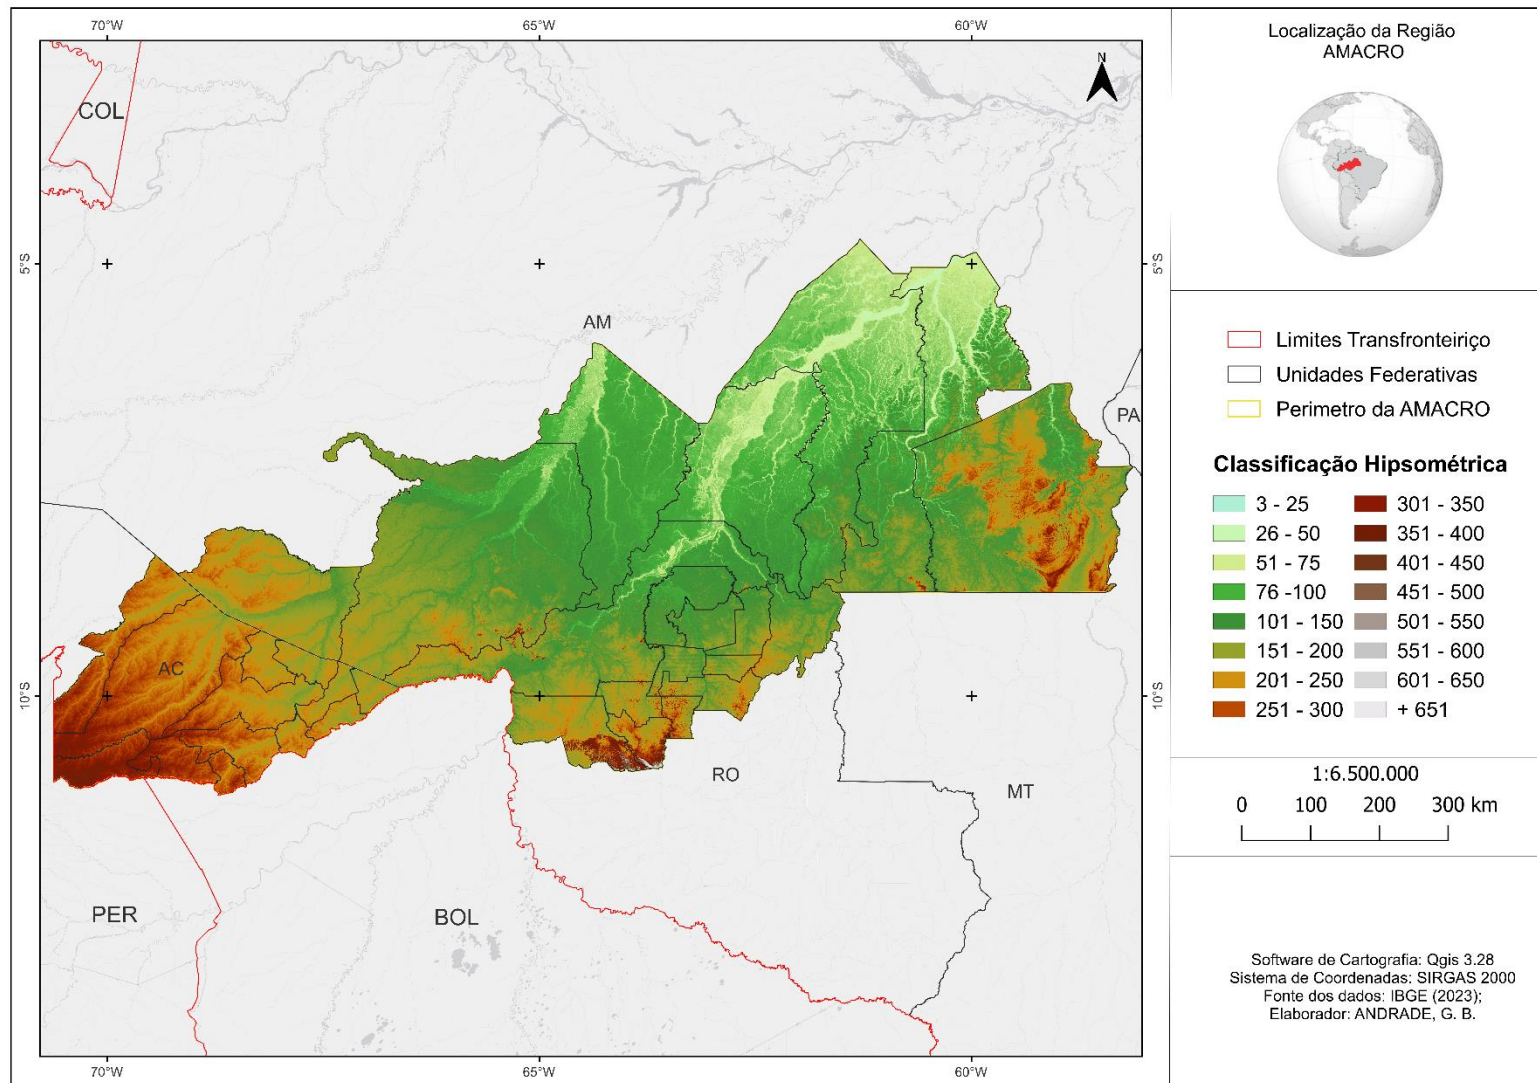 70°W
65°W
60°W
N
COL
5°S
5°S
AM
PA
AC
10°S
10°S
RO
MT
PER
BOL
70°W
65°W
60°W
Localização da Região
AMACRO
Limites Transfronteiriço
Unidades Federativas
Perimetro da AMACRO
Classificação Hipsométrica
3 - 25
26 - 50
51 - 75
76 -100
101 - 150
151 - 200
201 - 250
251 - 300
301 - 350
351 - 400
401 - 450
451 - 500
501 - 550
551 - 600
601 - 650
+ 651
1:6.500.000
0 100 200 300 km
Software de Cartografia: Qgis 3.28
Sistema de Coordenadas: SIRGAS 2000
Fonte dos dados: IBGE (2023);
Elaborador: ANDRADE, G. B.